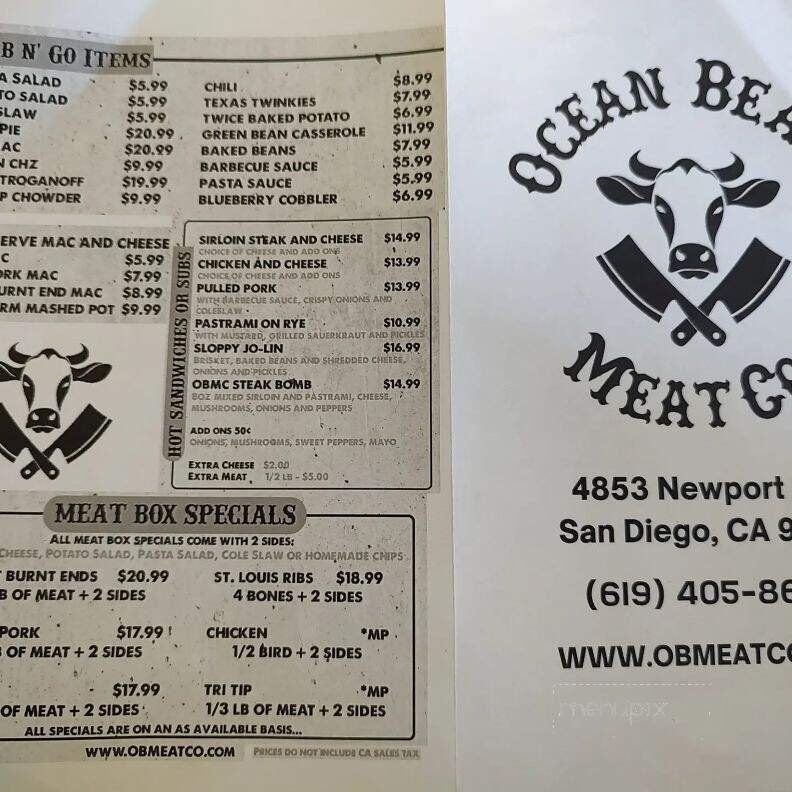 B N' GO ITEMS
A SALAD $5.99
TO SALAD $5.99
SLAW $5.99
PIE $20.99
AC $20.99
N CHZ $9.99
TROGANOFF $19.99
P CHOWDER $9.99
CHILI $8.99
TEXAS TWINKIES $7.99
TWICE BAKED POTATO $6.99
GREEN BEAN CASSEROLE $11.99
BAKED BEANS $7.99
BARBECUE SAUCE $5.99
PASTA SAUCE $5.99
BLUEBERRY COBBLER $6.99
ERVE MAC AND CHEESE
C $5.99
ORK MAC $7.99
URNT END MAC $8.99
RM MASHED POT $9.99
HOT SANDWICHES OR SUBS
SIRLOIN STEAK AND CHEESE $14.99
CHOICE OF CHEESE AND ADD ONS
CHICKEN AND CHEESE $13.99
CHOICE OF CHEESE AND ADD ONS
PULLED PORK $13.99
WITH BARBECUE SAUCE, CRISPY ONIONS AND
COLESLAW
PASTRAMI ON RYE $10.99
WITH MUSTARD, GRILLED SAUERKRAUT AND PICKLES
SLOPPY JO-LIN $16.99
BRISKET, BAKED BEANS AND SHREDDED CHEESE,
ONIONS AND PICKLES
OBMC STEAK BOMB $14.99
8OZ MIXED SIRLOIN AND PASTRAMI, CHEESE,
MUSHROOMS, ONIONS AND PEPPERS
ADD ONS 50¢
ONIONS, MUSHROOMS, SWEET PEPPERS, MAYO
EXTRA CHEESE $2.00
EXTRA MEAT 1/2 LB - $5.00
MEAT BOX SPECIALS
ALL MEAT BOX SPECIALS COME WITH 2 SIDES:
CHEESE, POTATO SALAD, PASTA SALAD, COLE SLAW OR HOMEMADE CHIPS
T BURNT ENDS $20.99
B OF MEAT + 2 SIDES
ST. LOUIS RIBS $18.99
4 BONES + 2 SIDES
PORK $17.99
OF MEAT + 2 SIDES
CHICKEN *MP
1/2 BIRD + 2 SIDES
$17.99
OF MEAT + 2 SIDES
TRI TIP *MP
1/3 LB OF MEAT + 2 SIDES
ALL SPECIALS ARE ON AN AS AVAILABLE BASIS...
WWW.OBMEATCO.COM PRICES DO NOT INCLUDE CA SALES TAX
OCEAN BEA
MEAT CO
4853 Newport
San Diego, CA 9
(619) 405-86
WWW.OBMEATCO
menupix